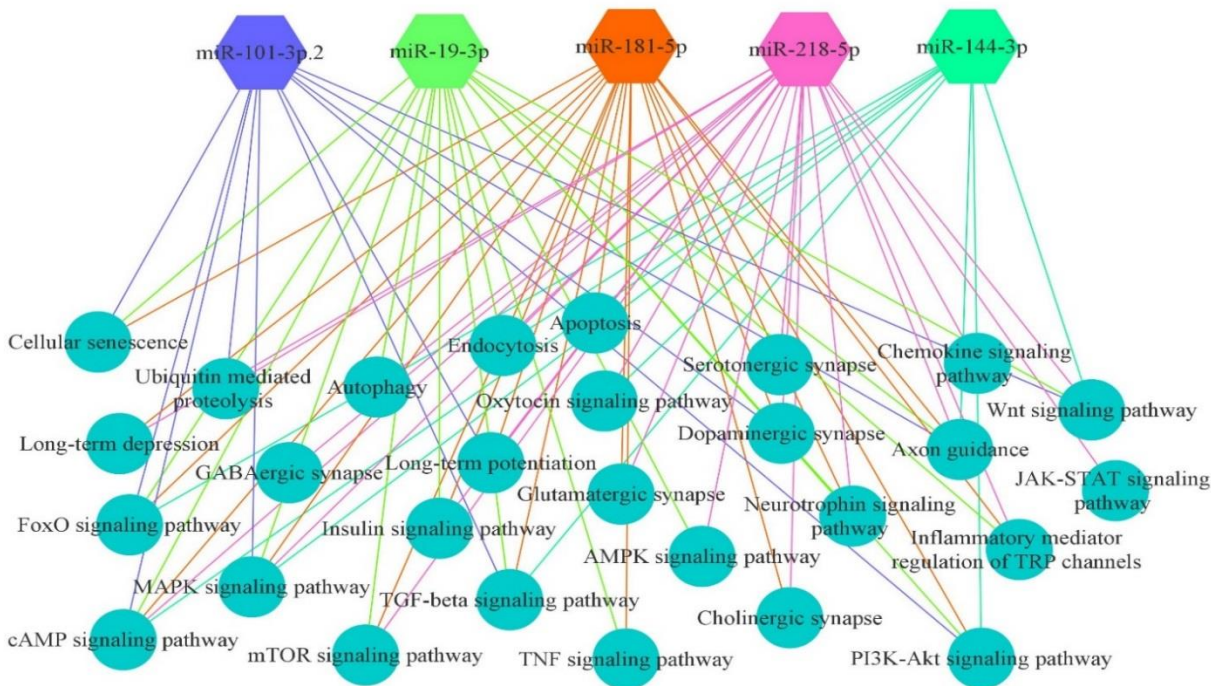 miR-101-3p.2
miR-19-3p
miR-181-5p
miR-218-5p
miR-144-3p
Cellular senescence
Ubiquitin mediated
proteolysis
Autophagy
Endocytosis
Apoptosis
Oxytocin signaling pathway
Serotonergic synapse
Chemokine signaling
pathway
Wnt signaling pathway
Long-term depression
GABAergic synapse
Long-term potentiation
Glutamatergic synapse
Dopaminergic synapse
Axon guidance
JAK-STAT signaling
pathway
FoxO signaling pathway
Insulin signaling pathway
Neurotrophin signaling
pathway
Inflammatory mediator
regulation of TRP channels
MAPK signaling pathway
TGF-beta signaling pathway
AMPK signaling pathway
Cholinergic synapse
cAMP signaling pathway
mTOR signaling pathway
TNF signaling pathway
PI3K-Akt signaling pathway